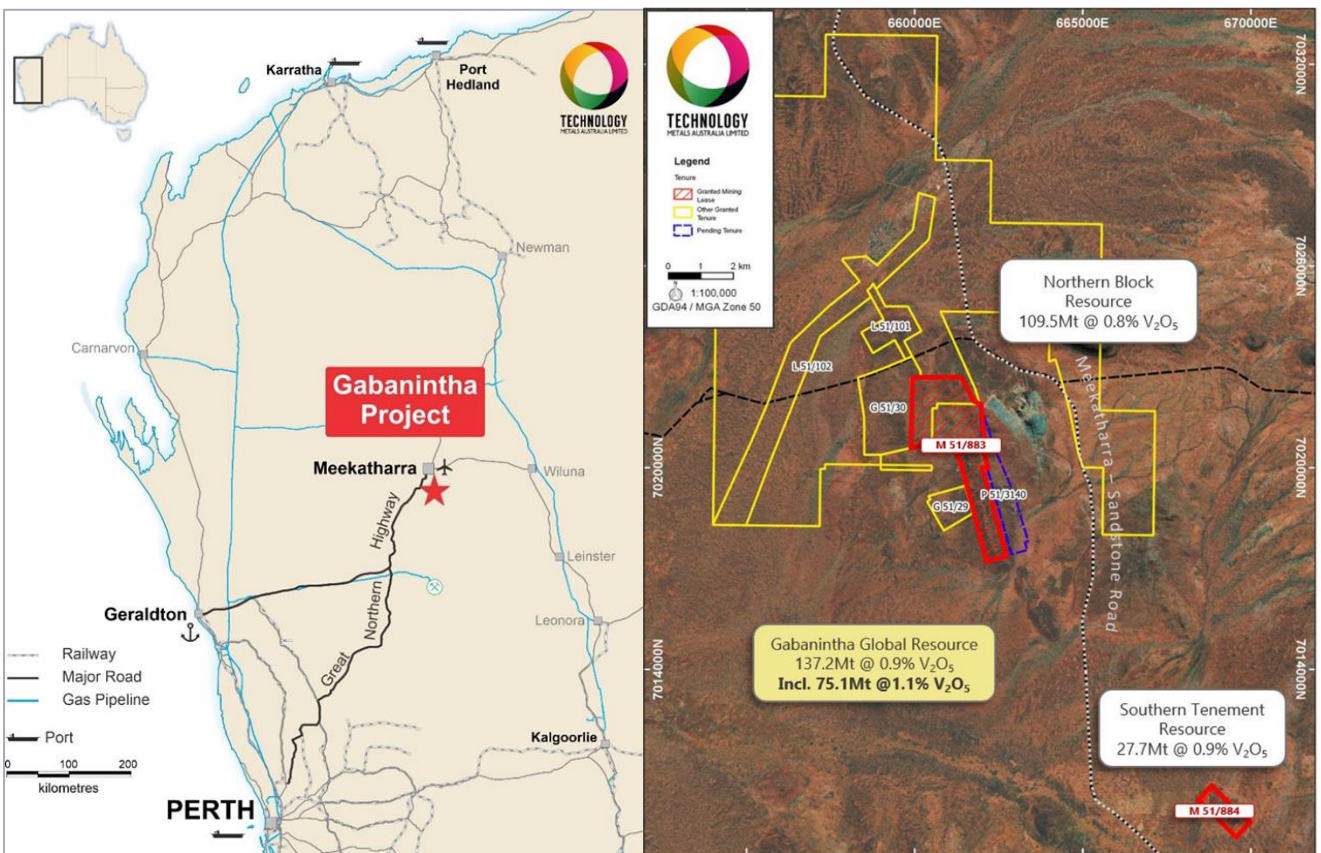 Karratha
Port
Hedland
TECHNOLOGY
METALS AUSTRALIA LIMITED
Newman
Carnarvon
Gabanintha
Project
Meekatharra
Wiluna
Highway
Leinster
Geraldton
Northern
Leonora
Great
Railway
Major Road
Gas Pipeline
Port
0 100 200
kilometres
Kalgoorlie
PERTH
660000E 665000E 670000E
TECHNOLOGY
METALS AUSTRALIA LIMITED
Legend
Tenure
Granted Mining
Lease
Other Granted
Tenure
Pending Tenure
0 1 2 km
N
1:100,000
GDA94 / MGA Zone 50
7032000N
7026000N
7020000N
7020000N
7014000N
7014000N
Northern Block
Resource
109.5Mt @ 0.8% V₂O₅
L 51/101
L 51/102
G 51/30
M 51/883
P 51/3140
G 51/29
Meekatharra – Sandstone Road
Gabanintha Global Resource
137.2Mt @ 0.9% V₂O₅
Incl. 75.1Mt @1.1% V₂O₅
Southern Tenement
Resource
27.7Mt @ 0.9% V₂O₅
M 51/884